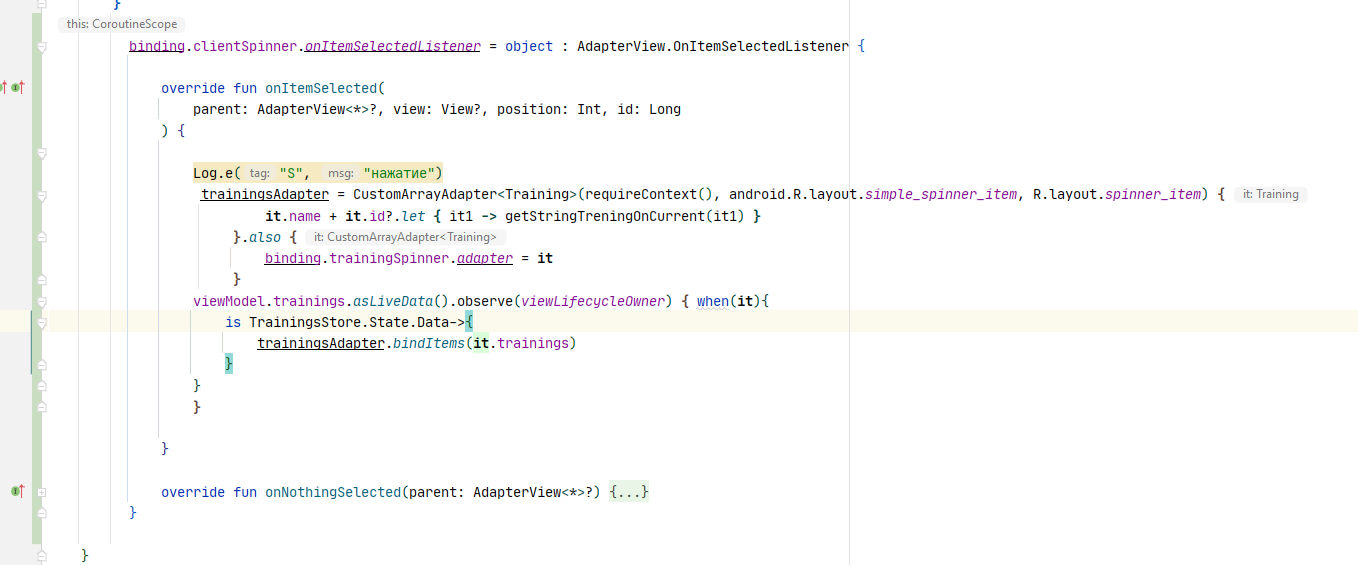 }
this: CoroutineScope
binding.clientSpinner.onItemSelectedListener = object : AdapterView.OnItemSelectedListener {
override fun onItemSelected(
parent: AdapterView<*>?, view: View?, position: Int, id: Long
) {
Log.e( tag: "S", msg: "нажатие")
trainingsAdapter = CustomArrayAdapter<Training>(requireContext(), android.R.layout.simple_spinner_item, R.layout.spinner_item) { it: Training
it.name + it.id?.let { it1 -> getStringTreningOnCurrent(it1) }
}.also { it: CustomArrayAdapter<Training>
binding.trainingSpinner.adapter = it
}
viewModel.trainings.asLiveData().observe(viewLifecycleOwner) { when(it){
is TrainingsStore.State.Data->{
trainingsAdapter.bindItems(it.trainings)
}
}
}
}
override fun onNothingSelected(parent: AdapterView<*>?) {...}
}
}